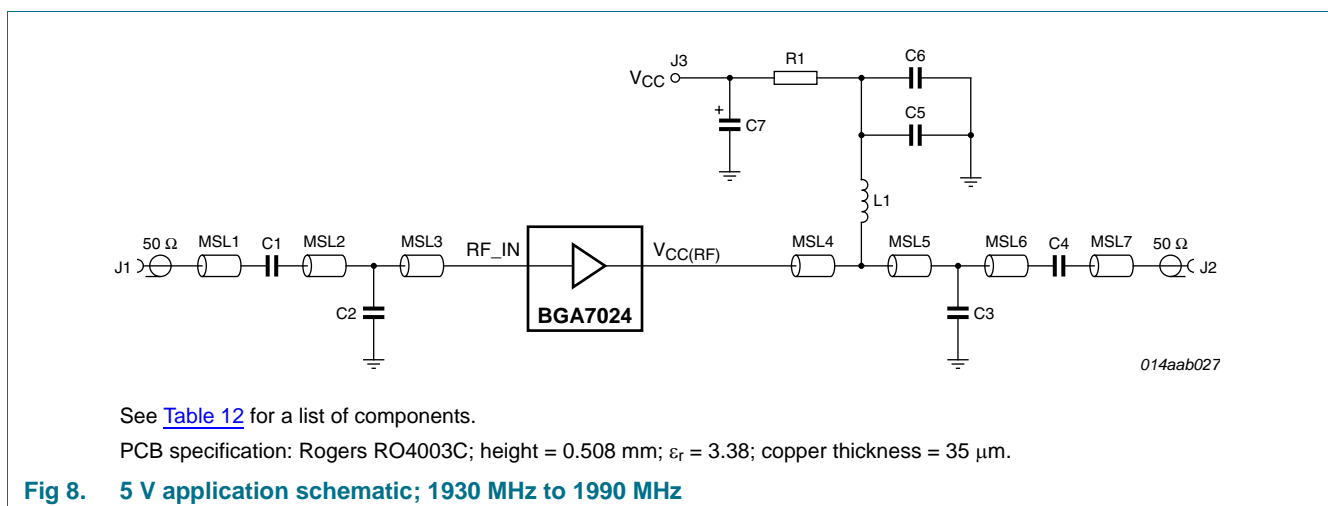 J3
R1
C6
VCC
+
C7
C5
L1
50 Ω
MSL1
C1
MSL2
MSL3
RF_IN
VCC(RF)
MSL4
MSL5
MSL6
C4
MSL7
50 Ω
J1
J2
C2
BGA7024
C3
014aab027
See Table 12 for a list of components.
PCB specification: Rogers RO4003C; height = 0.508 mm; εr = 3.38; copper thickness = 35 μm.
Fig 8. 5 V application schematic; 1930 MHz to 1990 MHz